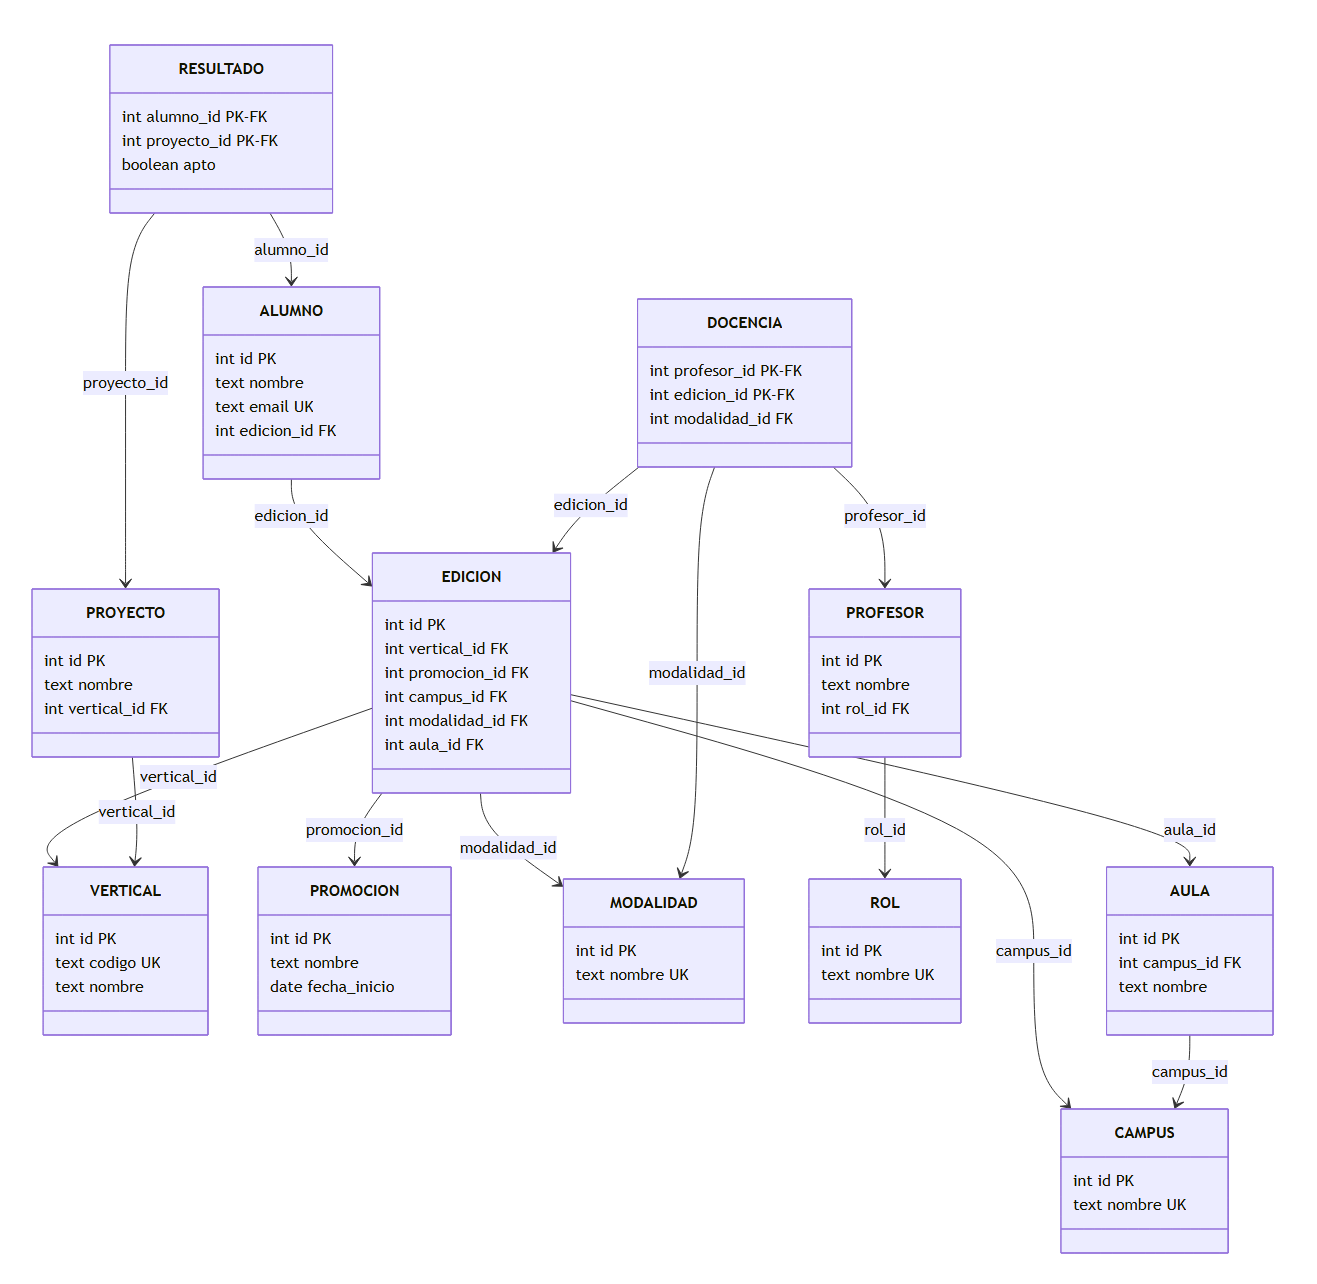 RESULTADO
int alumno_id PK-FK
int proyecto_id PK-FK
boolean apto
alumno_id
proyecto_id
ALUMNO
int id PK
text nombre
text email UK
int edicion_id FK
DOCENCIA
int profesor_id PK-FK
int edicion_id PK-FK
int modalidad_id FK
edicion_id
edicion_id
profesor_id
modalidad_id
PROYECTO
int id PK
text nombre
int vertical_id FK
EDICION
int id PK
int vertical_id FK
int promocion_id FK
int campus_id FK
int modalidad_id FK
int aula_id FK
PROFESOR
int id PK
text nombre
int rol_id FK
vertical_id
vertical_id
promocion_id
modalidad_id
rol_id
aula_id
campus_id
VERTICAL
int id PK
text codigo UK
text nombre
PROMOCION
int id PK
text nombre
date fecha_inicio
MODALIDAD
int id PK
text nombre UK
ROL
int id PK
text nombre UK
AULA
int id PK
int campus_id FK
text nombre
campus_id
CAMPUS
int id PK
text nombre UK